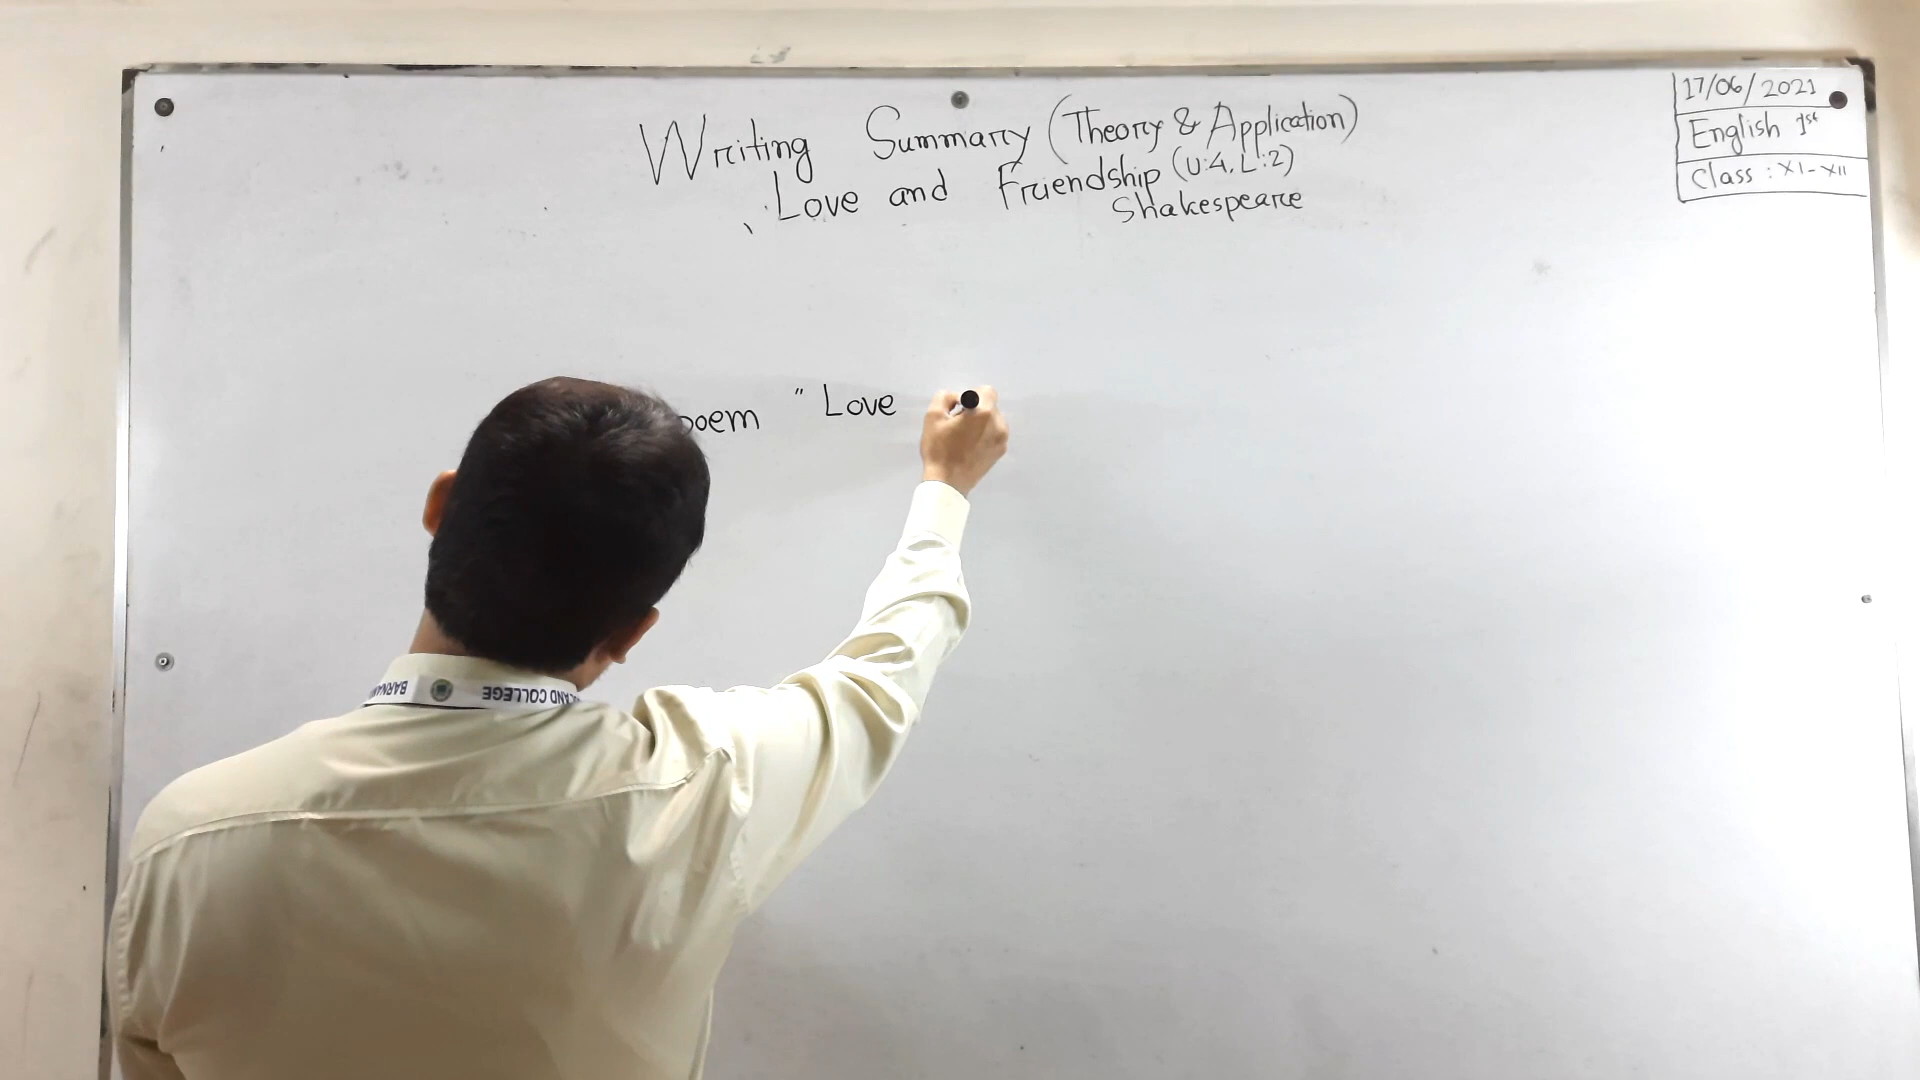 Writing Summary (Theory & Application)
Love and Friendship (U:4, L:2)
Shakespeare
17/06/2021
English 1st
Class : XI-XII
poem " Love
COLLEGE